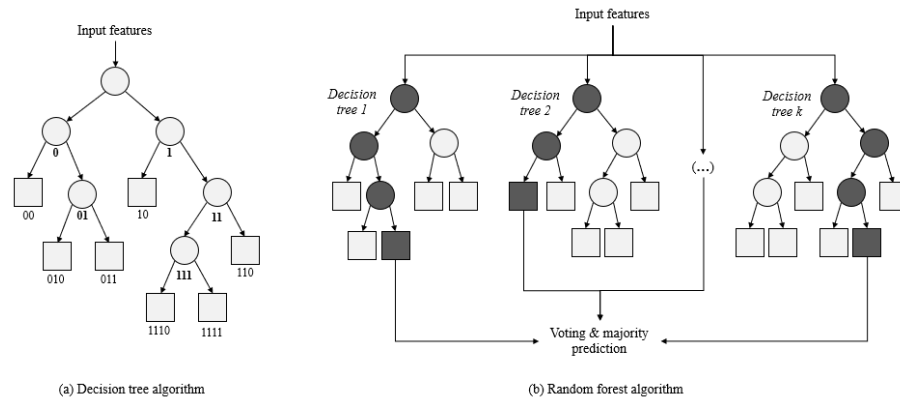 Input features
0
1
00
01
10
11
010
011
111
110
1110
1111
(a) Decision tree algorithm
Input features
Decision
tree 1
Decision
tree 2
Decision
tree k
(...)
Voting & majority
prediction
(b) Random forest algorithm